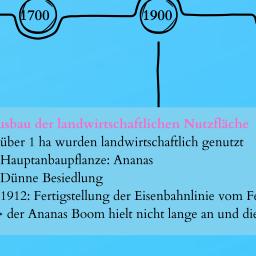 1700 1900
usbau der landwirtschaftlichen Nutzfläche
über 1 ha wurden landwirtschaftlich genutzt
Hauptanbaupflanze: Ananas
Dünne Besiedlung
1912: Fertigstellung der Eisenbahnlinie vom Fe
der Ananas Boom hielt nicht lange an und die